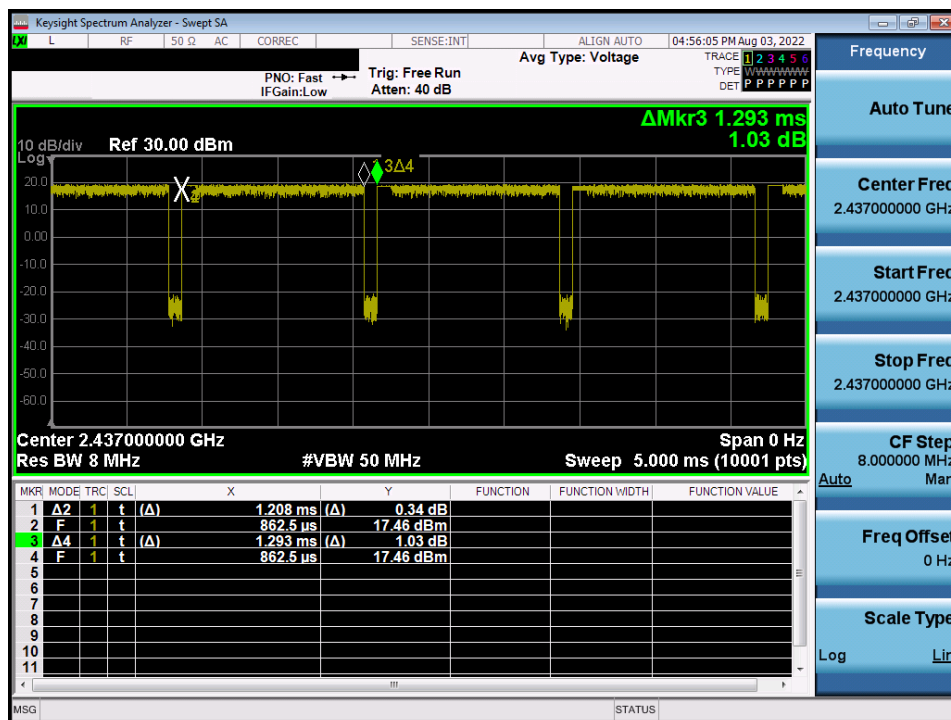 Keysight Spectrum Analyzer - Swept SA
LXI L RF 50 Ω AC CORREC SENSE:INT ALIGN AUTO 04:56:05 PM Aug 03, 2022
Avg Type: Voltage
PNO: Fast
IFGain:Low
Trig: Free Run
Atten: 40 dB
TRACE 1 2 3 4 5 6
TYPE WWWWWW
DET P P P P P P
ΔMkr3 1.293 ms
1.03 dB
10 dB/div Ref 30.00 dBm
Log
3Δ4
20.0
10.0
0.00
-10.0
-20.0
-30.0
-40.0
-50.0
-60.0
Center 2.437000000 GHz Span 0 Hz
Res BW 8 MHz #VBW 50 MHz Sweep 5.000 ms (10001 pts)
MKR MODE TRC SCL X Y FUNCTION FUNCTION WIDTH FUNCTION VALUE
1 Δ2 1 t (Δ) 1.208 ms (Δ) 0.34 dB
2 F 1 t 862.5 µs 17.46 dBm
3 Δ4 1 t (Δ) 1.293 ms (Δ) 1.03 dB
4 F 1 t 862.5 µs 17.46 dBm
5
6
7
8
9
10
11
MSG STATUS
Frequency
Auto Tune
Center Freq
2.437000000 GHz
Start Freq
2.437000000 GHz
Stop Freq
2.437000000 GHz
CF Step
8.000000 MHz
Auto Man
Freq Offset
0 Hz
Scale Type
Log Lin